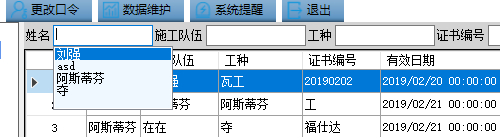 更改口令 数据维护 系统提醒 退出
姓名 施工队伍 工种 证书编号
刘强
asd
阿斯蒂芬
夺
队伍 工种 证书编号 有效日期
强 瓦工 20190202 2019/02/20 00:00:00
2 阿斯蒂芬 工 2019/02/21 00:00:00
3 阿斯蒂芬 在在 夺 福仕达 2019/02/21 00:00:00